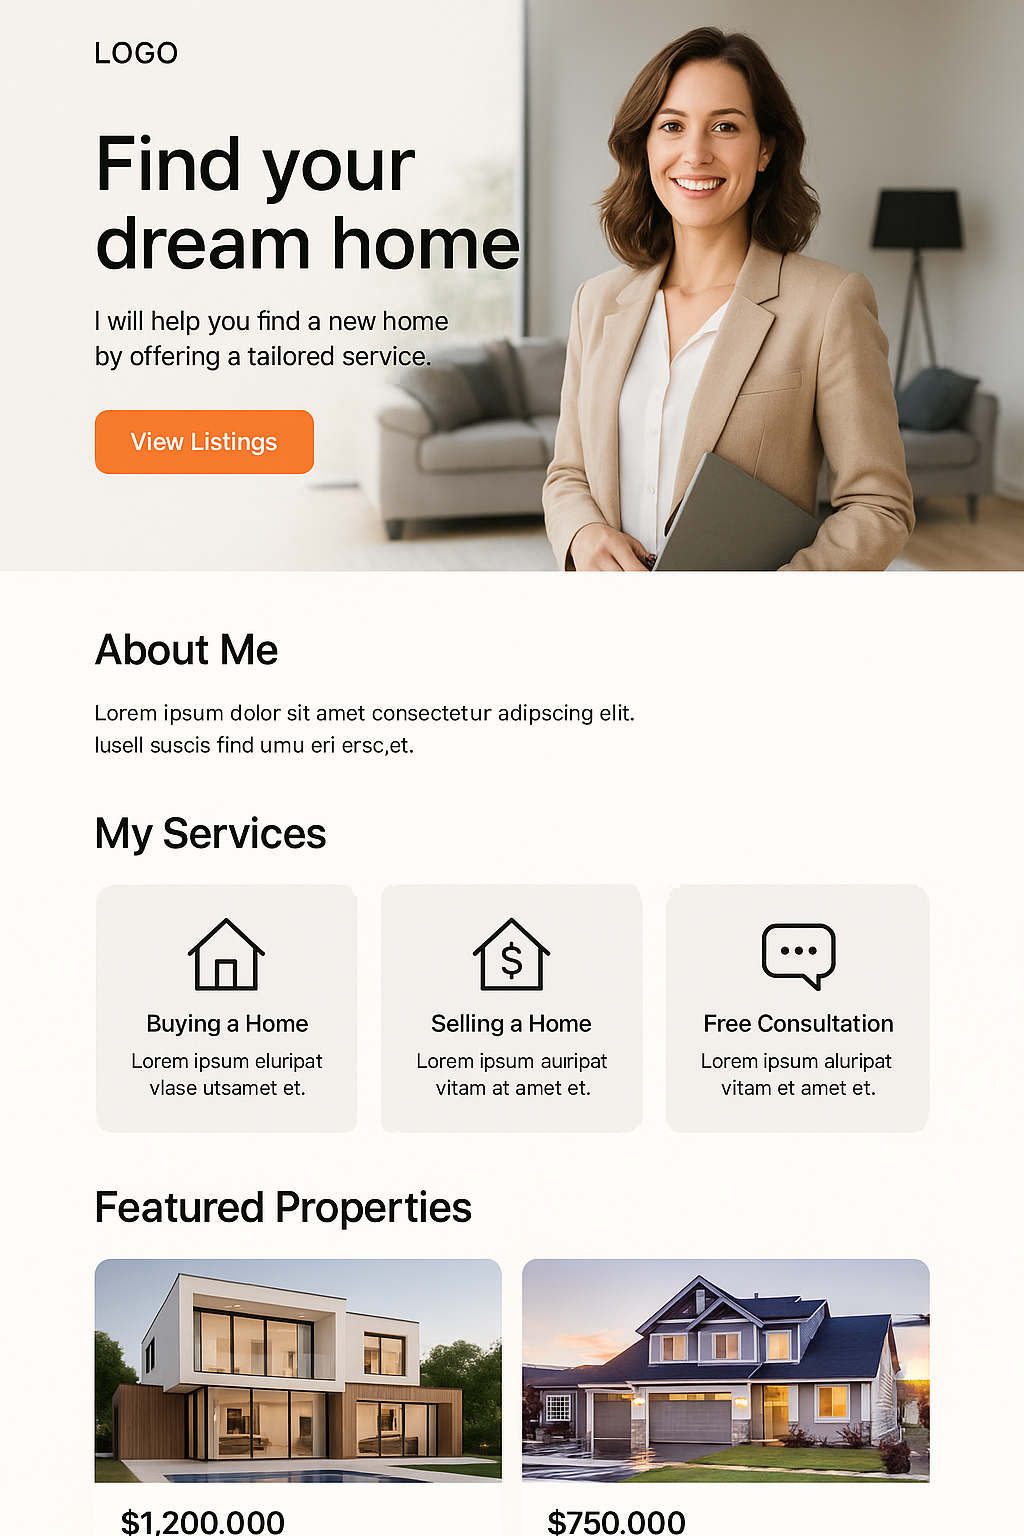 LOGO
Find your
dream home
I will help you find a new home
by offering a tailored service.
View Listings
About Me
Lorem ipsum dolor sit amet consectetur adipscing elit.
lusell suscis find umu eri ersc,et.
My Services
Buying a Home
Lorem ipsum eluripat
vlase utsamet et.
Selling a Home
Lorem ipsum auripat
vitam at amet et.
Free Consultation
Lorem ipsum aluripat
vitam et amet et.
Featured Properties
$1,200.000
$750.000